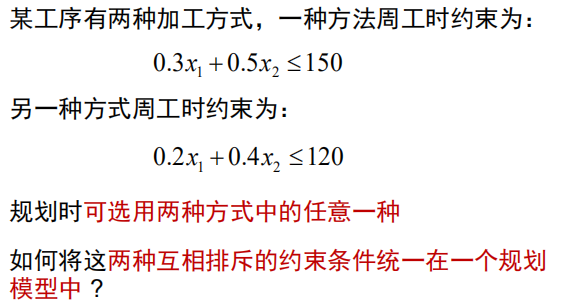 某工序有两种加工方式，一种方法周工时约束为：
0.3x₁ + 0.5x₂ ≤ 150
另一种方式周工时约束为：
0.2x₁ + 0.4x₂ ≤ 120
规划时可选用两种方式中的任意一种
如何将这两种互相排斥的约束条件统一在一个规划
模型中？